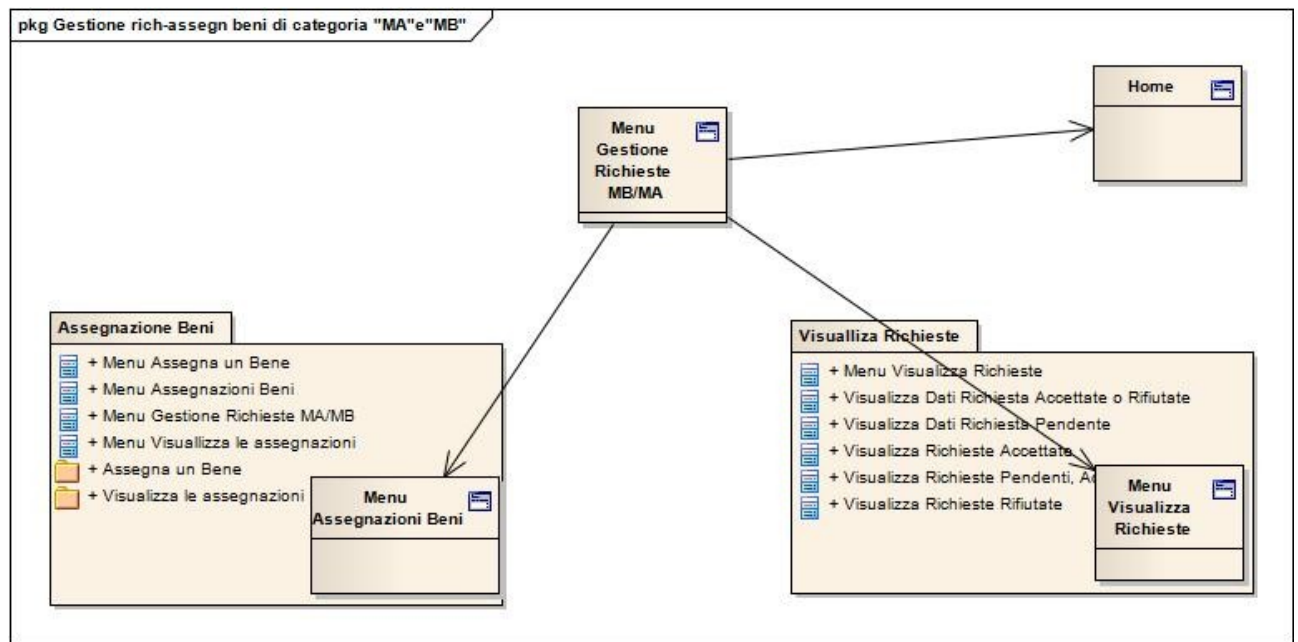 pkg Gestione rich-assegn beni di categoria "MA"e"MB"
Home
Menu
Gestione
Richieste
MB/MA
Assegnazione Beni
+ Menu Assegna un Bene
+ Menu Assegnazioni Beni
+ Menu Gestione Richieste MA/MB
+ Menu Visuallizza le assegnazioni
+ Assegna un Bene
+ Visualizza le assegnazioni
Menu
Assegnazioni Beni
Visualliza Richieste
+ Menu Visualizza Richieste
+ Visualizza Dati Richiesta Accettate o Rifiutate
+ Visualizza Dati Richiesta Pendente
+ Visualizza Richieste Accettate
+ Visualizza Richieste Pendenti,
+ Visualizza Richieste Rifiutate
Menu
Visualizza
Richieste